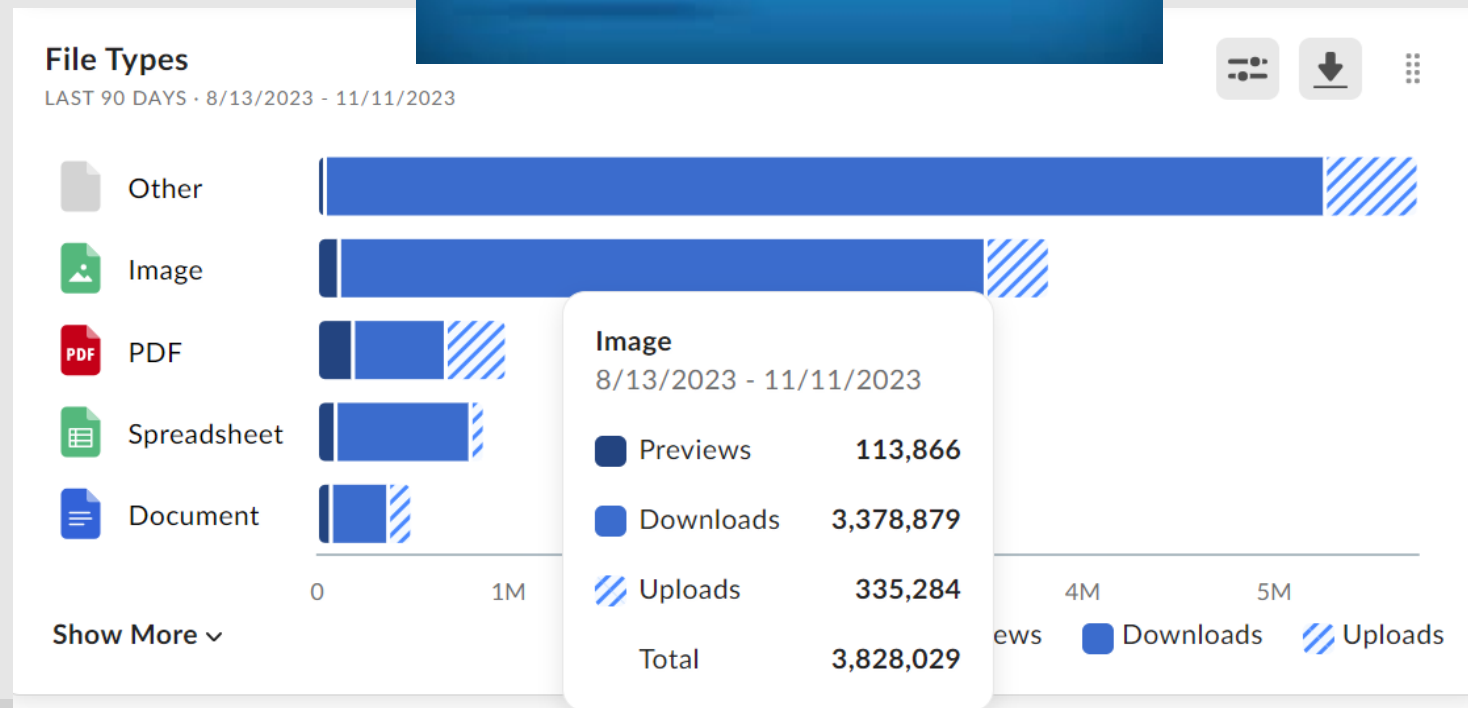 File Types
LAST 90 DAYS · 8/13/2023 - 11/11/2023
Other
Image
PDF PDF
Spreadsheet
Document
Image
8/13/2023 - 11/11/2023
Previews 113,866
Downloads 3,378,879
Uploads 335,284
Total 3,828,029
0 1M 4M 5M
Show More ews Downloads Uploads